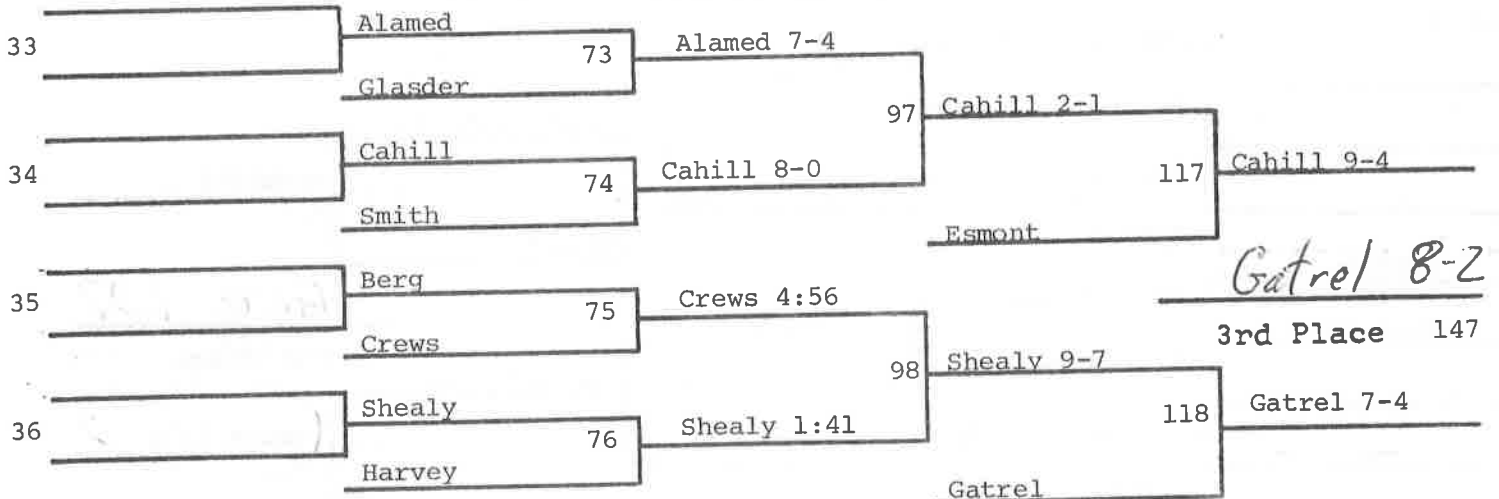 Alamed
33
73
Alamed 7-4
Glasder
97
Cahill 2-1
Cahill
34
74
Cahill 8-0
117
Cahill 9-4
Smith
Esmont
Gatrel 8-2
Berg
35
75
Crews 4:56
3rd Place 147
Crews
98
Shealy 9-7
Shealy
36
76
Shealy 1:41
118
Gatrel 7-4
Harvey
Gatrel